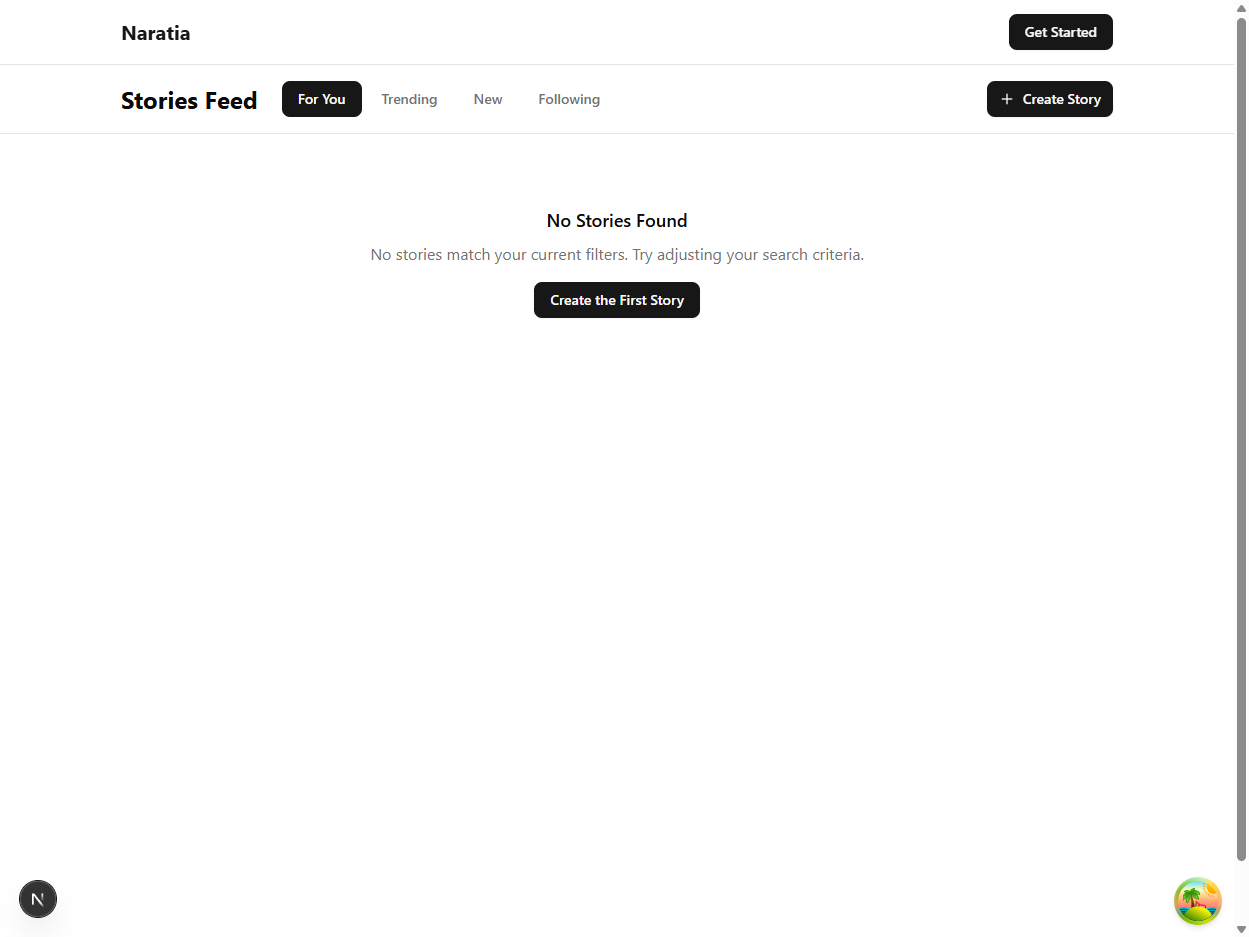 Naratia
Get Started
Stories Feed
For You
Trending
New
Following
+ Create Story
No Stories Found
No stories match your current filters. Try adjusting your search criteria.
Create the First Story
N